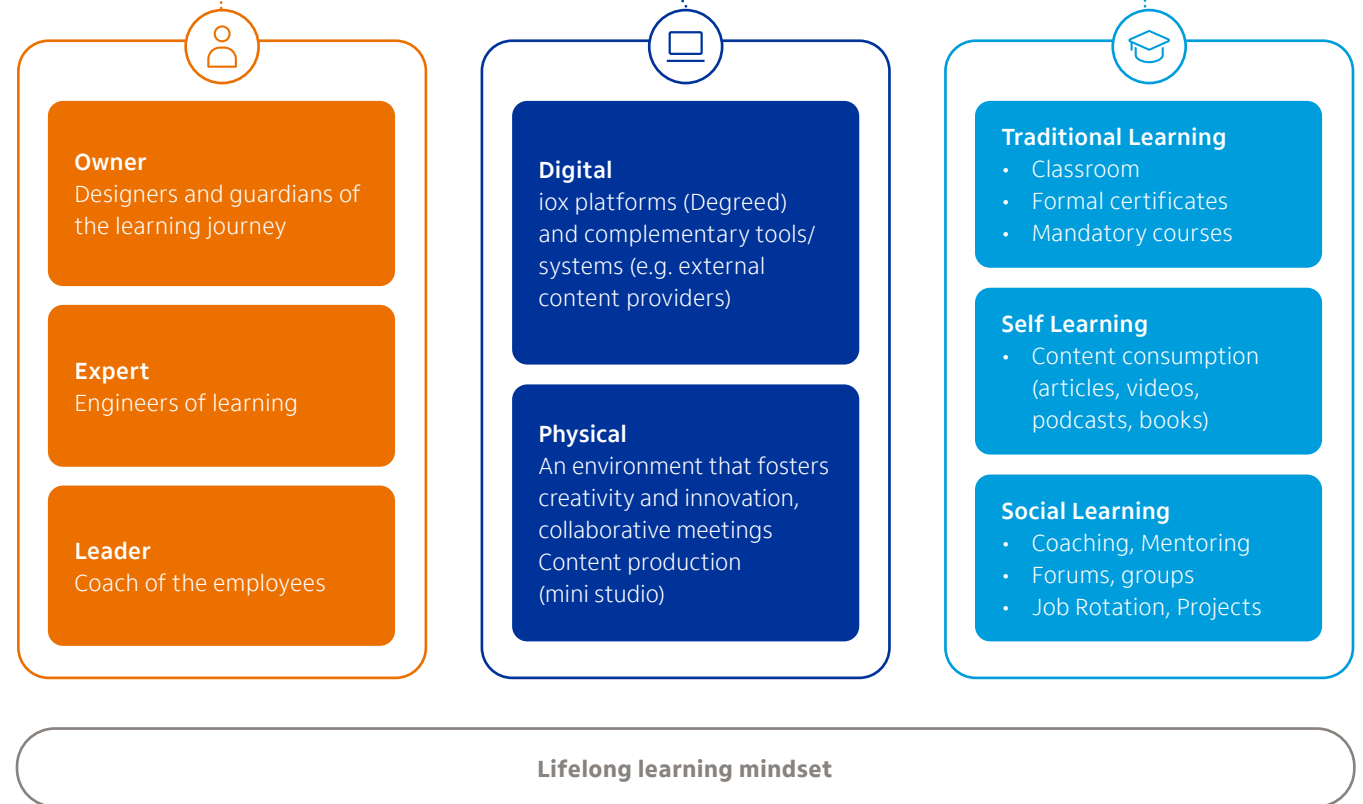 Owner
Designers and guardians of
the learning journey
Expert
Engineers of learning
Leader
Coach of the employees
Digital
iox platforms (Degreed)
and complementary tools/
systems (e.g. external
content providers)
Physical
An environment that fosters
creativity and innovation,
collaborative meetings
Content production
(mini studio)
Traditional Learning
• Classroom
• Formal certificates
• Mandatory courses
Self Learning
• Content consumption
(articles, videos,
podcasts, books)
Social Learning
• Coaching, Mentoring
• Forums, groups
• Job Rotation, Projects
Lifelong learning mindset